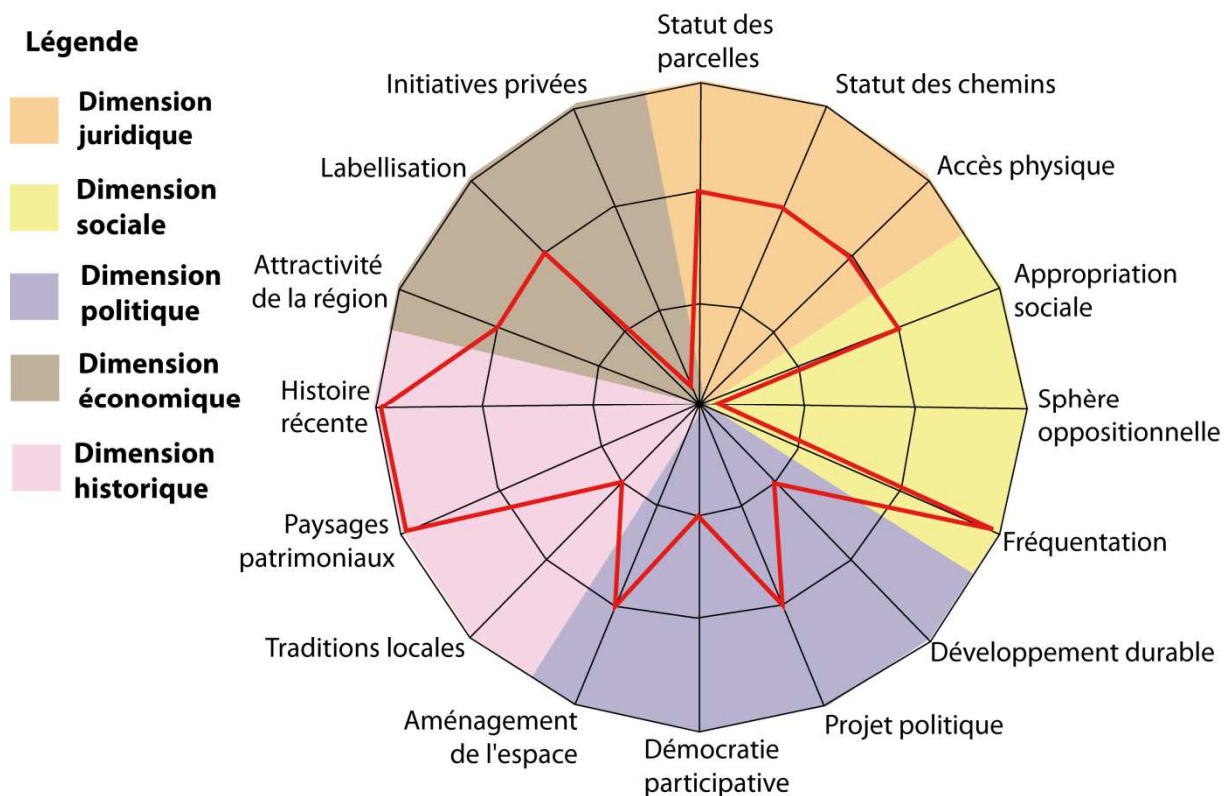 Légende
Dimension
juridique
Dimension
sociale
Dimension
politique
Dimension
économique
Dimension
historique
Statut des
parcelles
Statut des chemins
Accès physique
Appropriation
sociale
Sphère
oppositionnelle
Fréquentation
Développement durable
Projet politique
Démocratie
participative
Aménagement
de l'espace
Traditions locales
Paysages
patrimoniaux
Histoire
récente
Attractivité
de la région
Labellisation
Initiatives privées